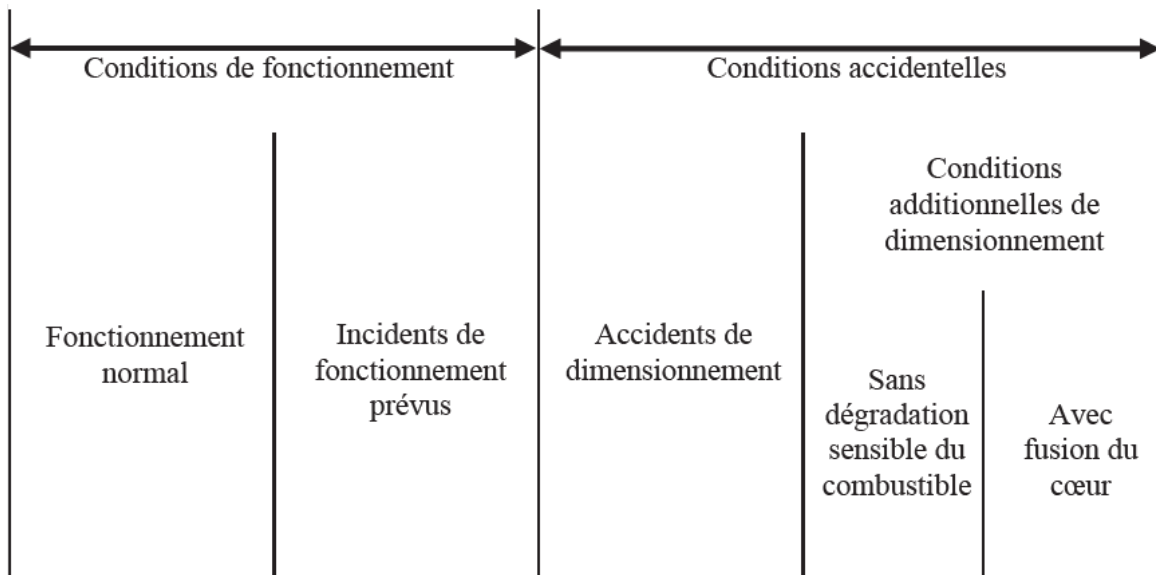 Conditions de fonctionnement
Conditions accidentelles
Fonctionnement
normal
Incidents de
fonctionnement
prévus
Accidents de
dimensionnement
Conditions
additionnelles de
dimensionnement
Sans
dégradation
sensible du
combustible
Avec
fusion du
cœur